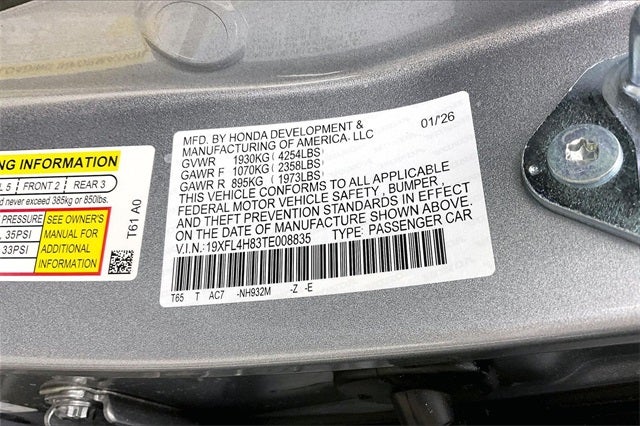 NG INFORMATION
L 5 | FRONT 2 | REAR 3
d never exceed 385kg or 850lbs.
PRESSURE
35PSI
33PSI
SEE OWNER'S
MANUAL FOR
ADDITIONAL
INFORMATION
T61 A0
MFD. BY HONDA DEVELOPMENT &
MANUFACTURING OF AMERICA. LLC
01/'26
GVWR 1930KG ( 4254LBS)
GAWR F 1070KG ( 2358LBS)
GAWR R 895KG ( 1973LBS)
THIS VEHICLE CONFORMS TO ALL APPLICABLE
FEDERAL MOTOR VEHICLE SAFETY, BUMPER,
AND THEFT PREVENTION STANDARDS IN EFFECT
ON THE DATE OF MANUFACTURE SHOWN ABOVE.
V.I.N.: 19XFL4H83TE008835 TYPE: PASSENGER CAR
T65 T AC7 -NH932M -Z -E